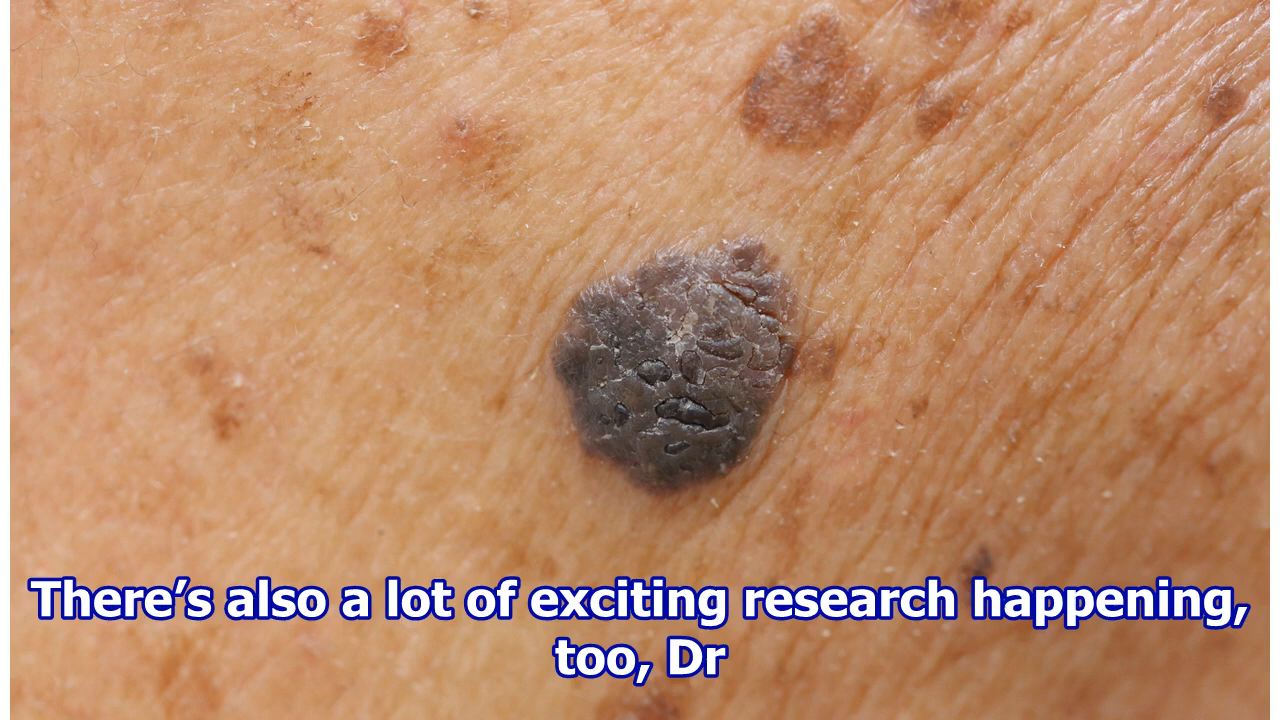 There’s also a lot of exciting research happening,
too, Dr